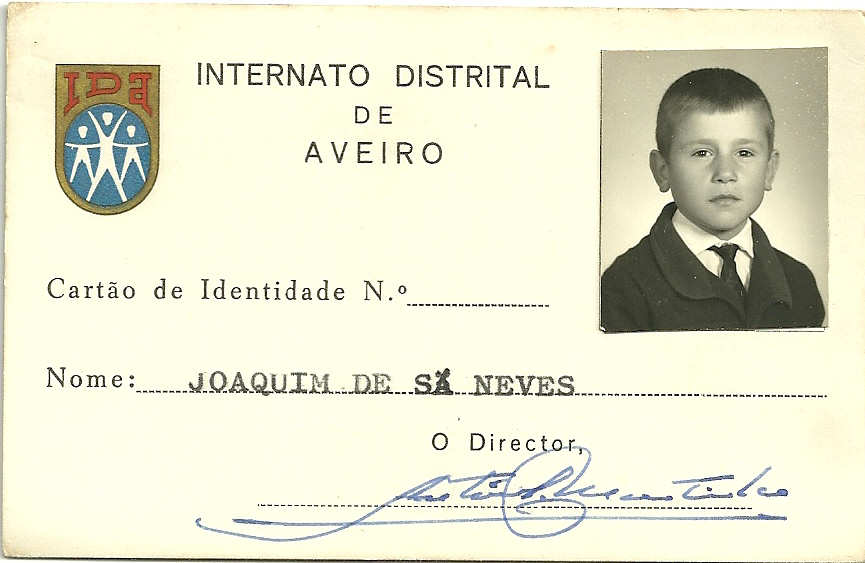 IDA
INTERNATO DISTRITAL
DE
AVEIRO
Cartão de Identidade N.º
Nome: JOAQUIM DE SÁ NEVES
O Director,